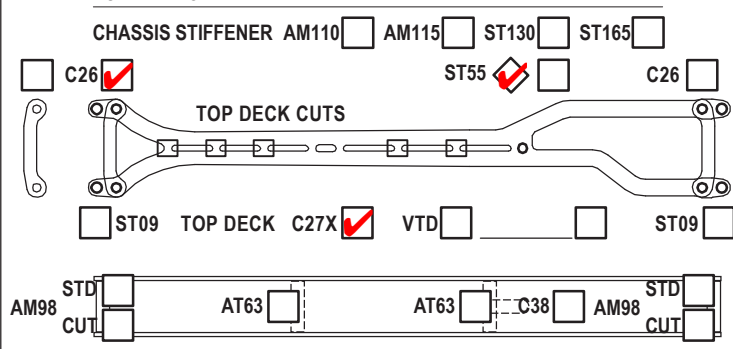 CHASSIS STIFFENER AM110 AM115 ST130 ST165
C26 ST55 C26
TOP DECK CUTS
ST09 TOP DECK C27X VTD ST09
STD STD
AM98 AT63 AT63 C38 AM98
CUT CUT